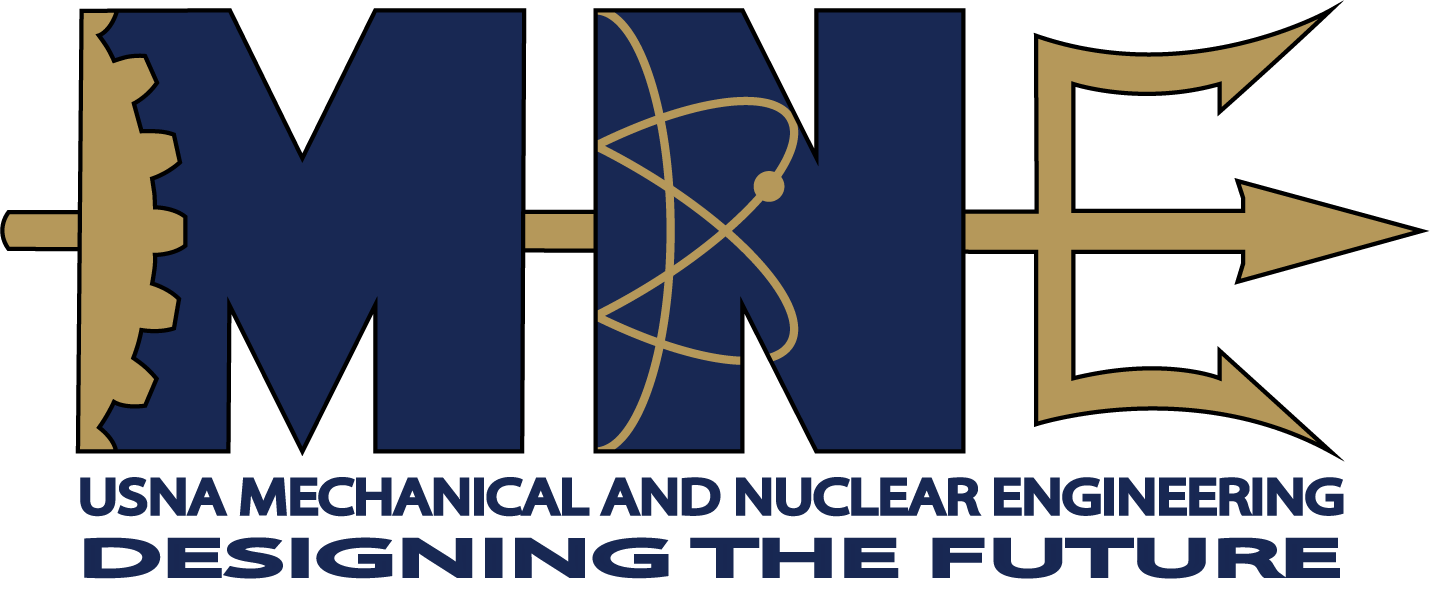 MNE
USNA MECHANICAL AND NUCLEAR ENGINEERING
DESIGNING THE FUTURE